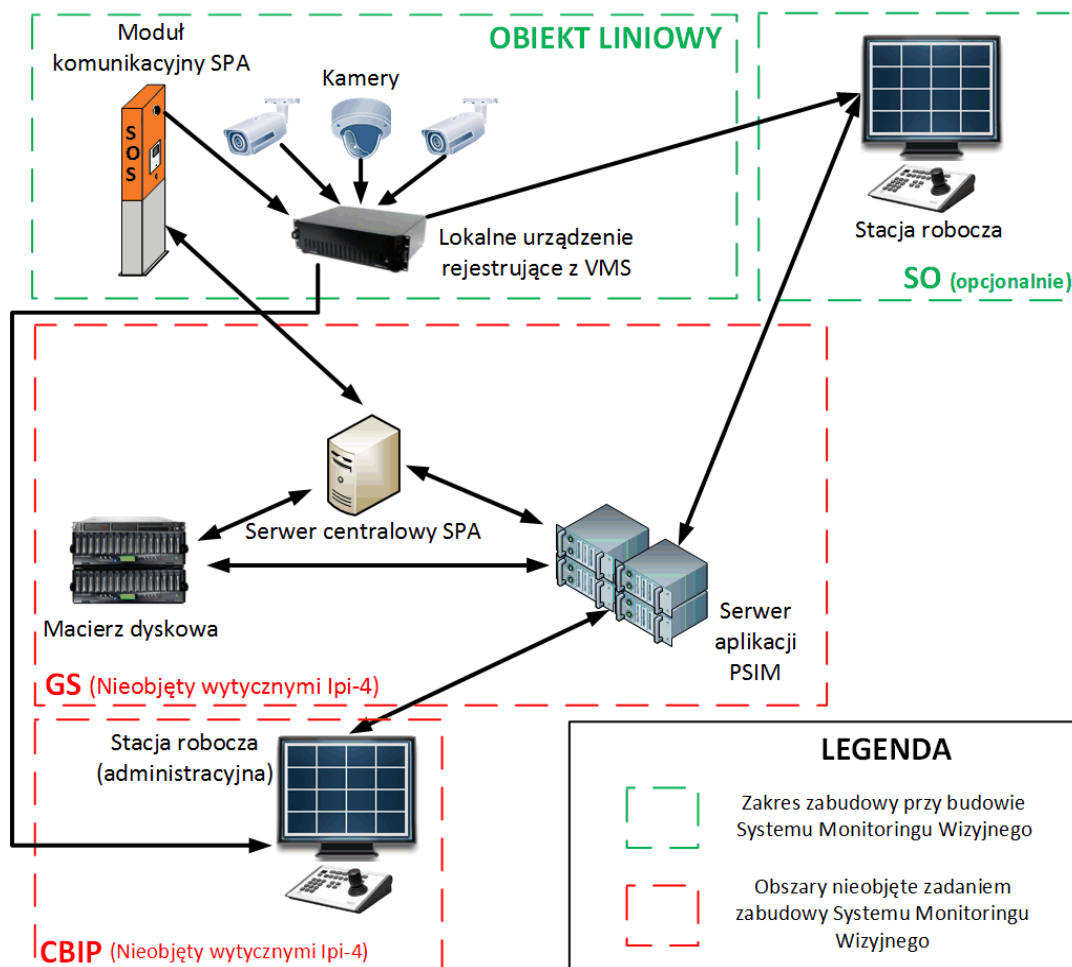 Moduł
komunikacyjny SPA
Kamery
OBIEKT LINIOWY
SOS
Lokalne urządzenie
rejestrujące z VMS
Stacja robocza
SO (opcjonalnie)
Serwer centralowy SPA
Macierz dyskowa
Serwer
aplikacji
PSIM
GS (Nieobjęty wytycznymi Ipi-4)
Stacja robocza
(administracyjna)
CBIP (Nieobjęty wytycznymi Ipi-4)
LEGENDA
Zakres zabudowy przy budowie
Systemu Monitoringu Wizyjnego
Obszary nieobjęte zadaniem
zabudowy Systemu Monitoringu
Wizyjnego